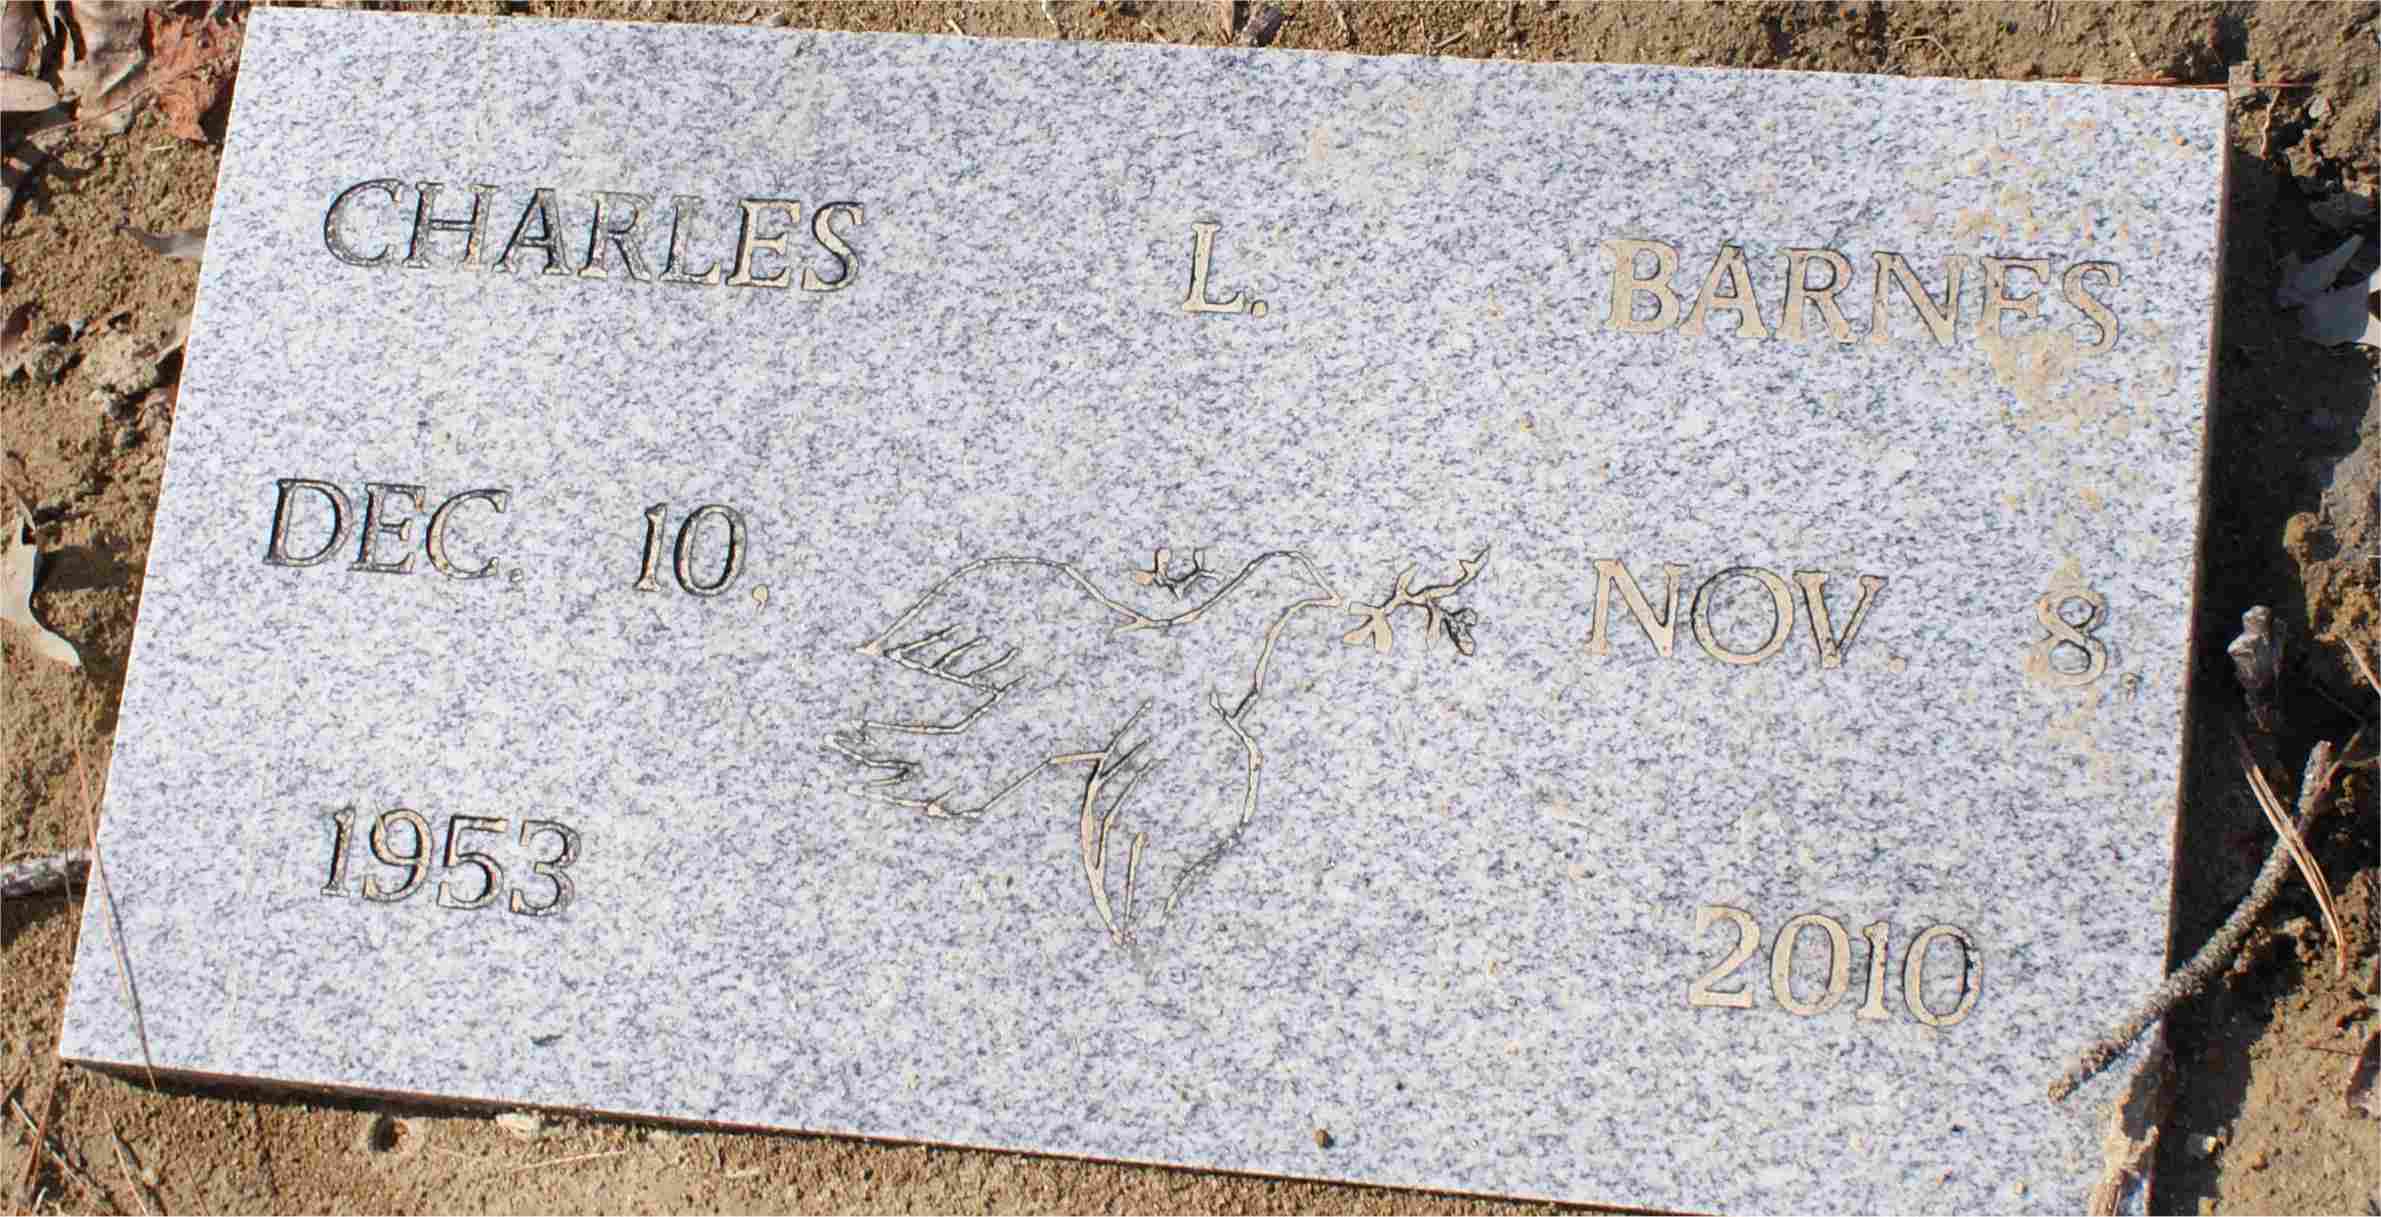 CHARLES L. BARNES
DEC. 10, NOV. 8,
1953 2010